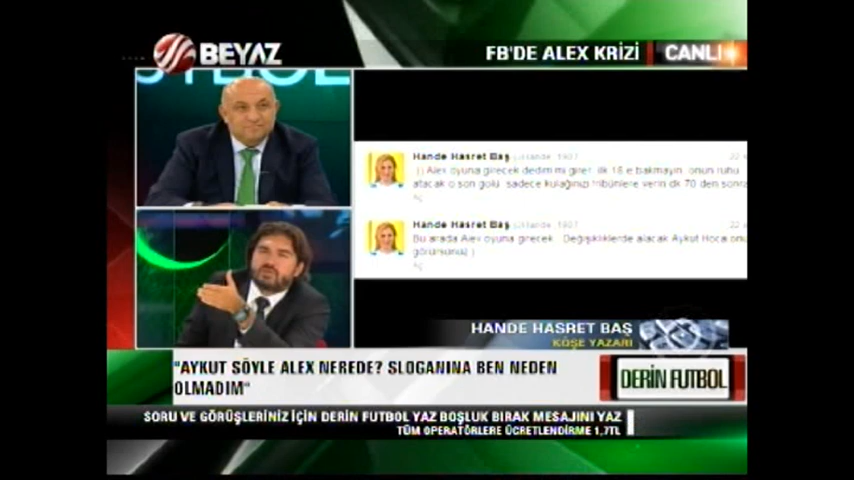 BEYAZ
FB'DE ALEX KRİZİ
CANLI
Hande Hasret Baş
:)) Alex oyuna girecek dedim mi girer. ilk 18 e bakmayın. onun ruhu
atacak o son golü. sadece kulağınıp tribünlere verin dk 70 den sonra
Hande Hasret Baş
Bu arada Alex oyuna girecek. Değişikliklerde alacak Aykut Hoca onu
görürsünüz)
HANDE HASRET BAŞ
KÖŞE YAZARI
"AYKUT SÖYLE ALEX NEREDE? SLOGANINA BEN NEDEN
OLMADIM"
DERİN FUTBOL
SORU VE GÖRÜŞLERİNİZ İÇİN DERİN FUTBOL YAZ BOŞLUK BIRAK MESAJINI YAZ
TÜM OPERATÖRLERE ÜCRETLENDİRME 1,7TL